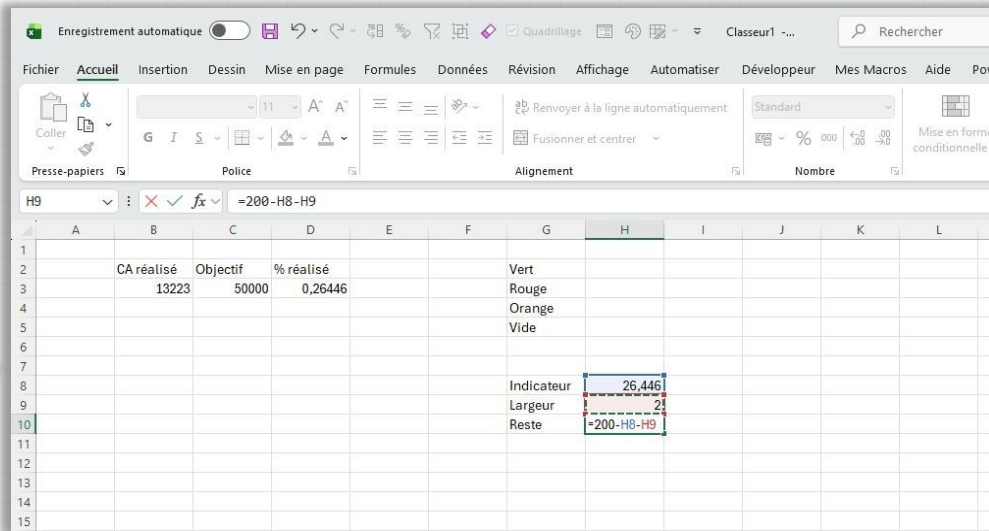 Enregistrement automatique Quadrillage Classeur1 -... Rechercher
Fichier Accueil Insertion Dessin Mise en page Formules Données Révision Affichage Automatiser Développeur Mes Macros Aide
Coller 11 A^ Aˇ ab Renvoyer à la ligne automatiquement Standard Mise en forme
G I S A Fusionner et centrer % 000 conditionnelle
Presse-papiers Police Alignement Nombre
H9 fx =200-H8-H9
A B C D E F G H I J K L
1
2 CA réalisé Objectif % réalisé Vert
3 13223 50000 0,26446 Rouge
4 Orange
5 Vide
6
7
8 Indicateur 26,446
9 Largeur 2
10 Reste =200-H8-H9
11
12
13
14
15